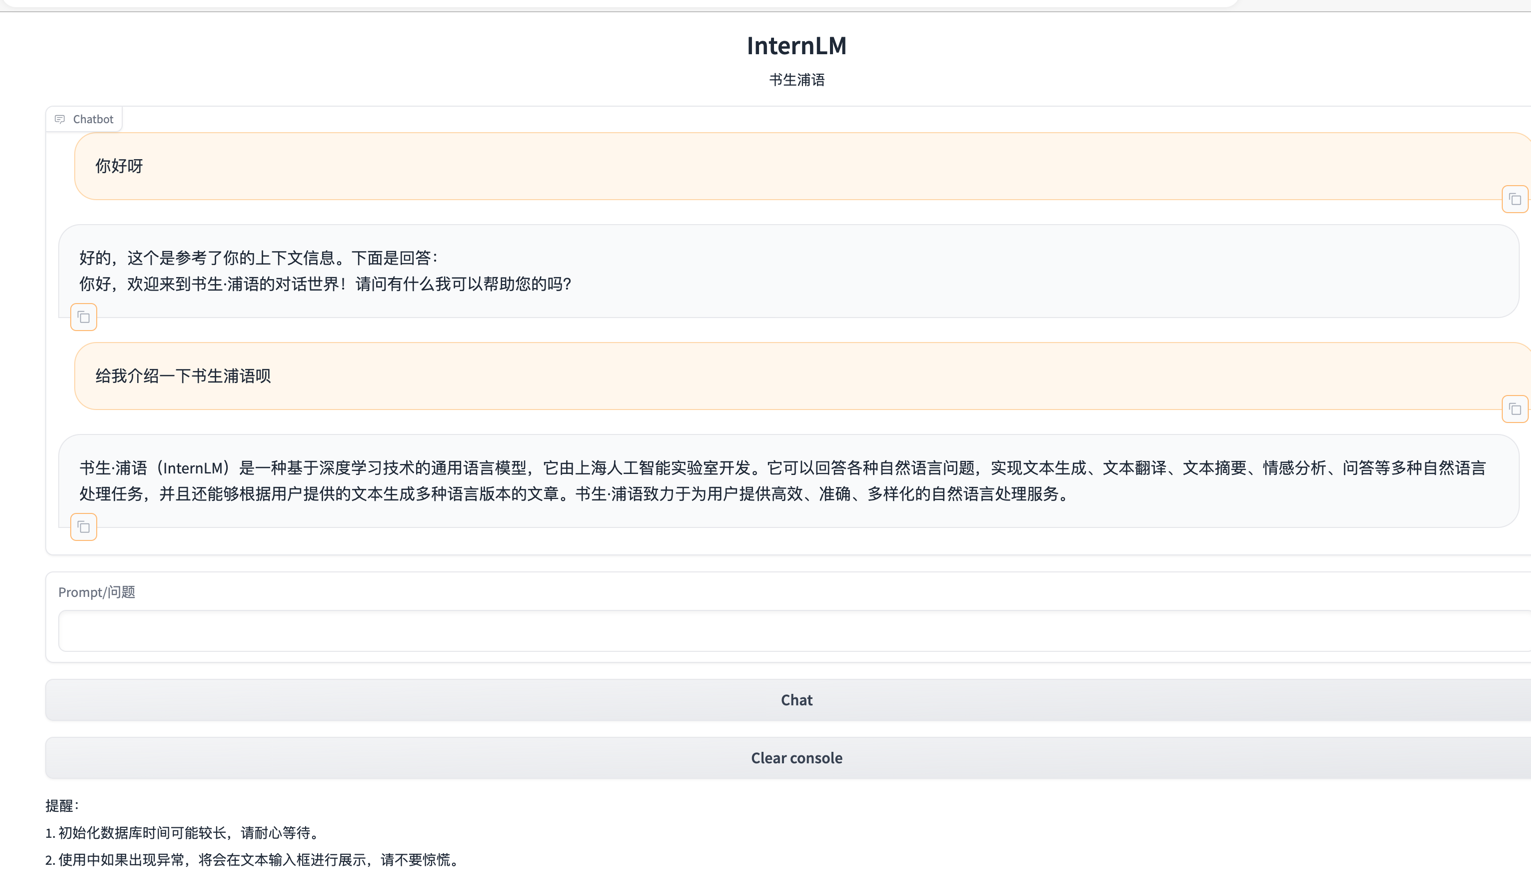 InternLM
书生浦语
Chatbot
你好呀
好的，这个是参考了你的上下文信息。下面是回答：
你好，欢迎来到书生·浦语的对话世界！请问有什么我可以帮助您的吗?
给我介绍一下书生浦语呗
书生·浦语（InternLM）是一种基于深度学习技术的通用语言模型，它由上海人工智能实验室开发。它可以回答各种自然语言问题，实现文本生成、文本翻译、文本摘要、情感分析、问答等多种自然语言
处理任务，并且还能够根据用户提供的文本生成多种语言版本的文章。书生·浦语致力于为用户提供高效、准确、多样化的自然语言处理服务。
Prompt/问题
Chat
Clear console
提醒：
1. 初始化数据库时间可能较长，请耐心等待。
2. 使用中如果出现异常，将会在文本输入框进行展示，请不要惊慌。